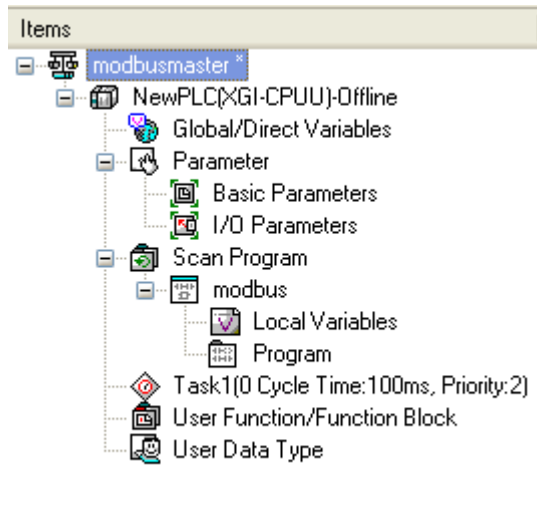 Items
modbusmaster *
NewPLC(XGI-CPUU)-Offline
Global/Direct Variables
Parameter
Basic Parameters
I/O Parameters
Scan Program
modbus
Local Variables
Program
Task1(0 Cycle Time:100ms, Priority:2)
User Function/Function Block
User Data Type